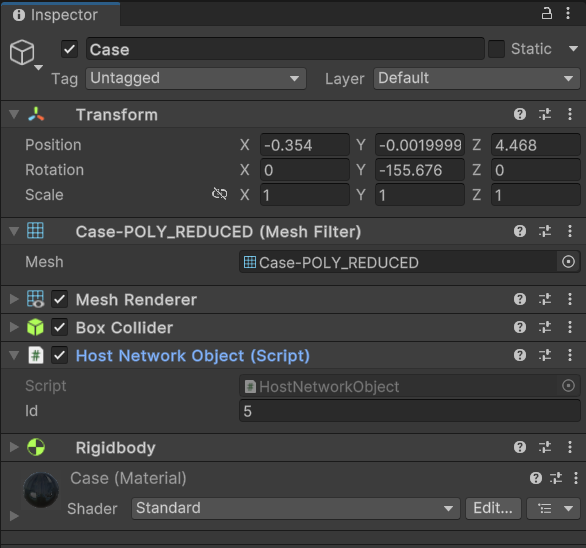 Inspector
Case Static
Tag Untagged Layer Default
Transform
Position X -0.354 Y -0.0019999 Z 4.468
Rotation X 0 Y -155.676 Z 0
Scale X 1 Y 1 Z 1
Case-POLY_REDUCED (Mesh Filter)
Mesh Case-POLY_REDUCED
Mesh Renderer
Box Collider
# Host Network Object (Script)
Script # HostNetworkObject
Id 5
Rigidbody
Case (Material)
Shader Standard Edit...